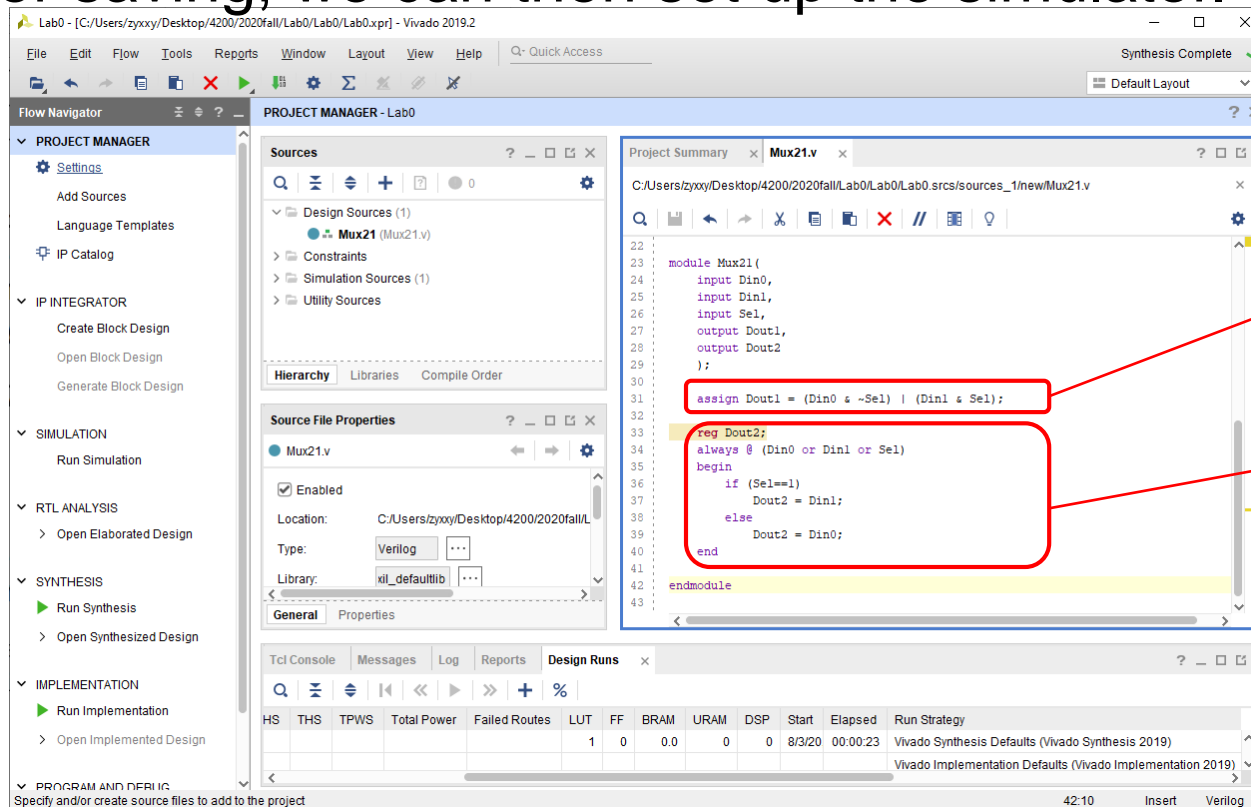 or saving, we can then set up the simulator.
Lab0 - [C:/Users/zyxxy/Desktop/4200/2020fall/Lab0/Lab0/Lab0.xpr] - Vivado 2019.2
File Edit Flow Tools Reports Window Layout View Help Q- Quick Access Synthesis Complete
Default Layout
Flow Navigator
PROJECT MANAGER
Settings
Add Sources
Language Templates
IP Catalog
IP INTEGRATOR
Create Block Design
Open Block Design
Generate Block Design
SIMULATION
Run Simulation
RTL ANALYSIS
Open Elaborated Design
SYNTHESIS
Run Synthesis
Open Synthesized Design
IMPLEMENTATION
Run Implementation
Open Implemented Design
PROGRAM AND DEBUG
PROJECT MANAGER - Lab0
Sources
0
Design Sources (1)
Mux21 (Mux21.v)
Constraints
Simulation Sources (1)
Utility Sources
Hierarchy Libraries Compile Order
Source File Properties
Mux21.v
Enabled
Location: C:/Users/zyxxy/Desktop/4200/2020fall/L
Type: Verilog ...
Library: xil_defaultlib ...
General Properties
Project Summary Mux21.v
C:/Users/zyxxy/Desktop/4200/2020fall/Lab0/Lab0/Lab0.srcs/sources_1/new/Mux21.v
22
23 module Mux21(
24 input Din0,
25 input Din1,
26 input Sel,
27 output Dout1,
28 output Dout2
29 );
30
31 assign Dout1 = (Din0 & ~Sel) | (Din1 & Sel);
32
33 reg Dout2;
34 always @ (Din0 or Din1 or Sel)
35 begin
36 if (Sel==1)
37 Dout2 = Din1;
38 else
39 Dout2 = Din0;
40 end
41
42 endmodule
43
Tcl Console Messages Log Reports Design Runs
HS THS TPWS Total Power Failed Routes LUT FF BRAM URAM DSP Start Elapsed Run Strategy
1 0 0.0 0 0 8/3/20 00:00:23 Vivado Synthesis Defaults (Vivado Synthesis 2019)
Vivado Implementation Defaults (Vivado Implementation 2019)
Specify and/or create source files to add to the project 42:10 Insert Verilog